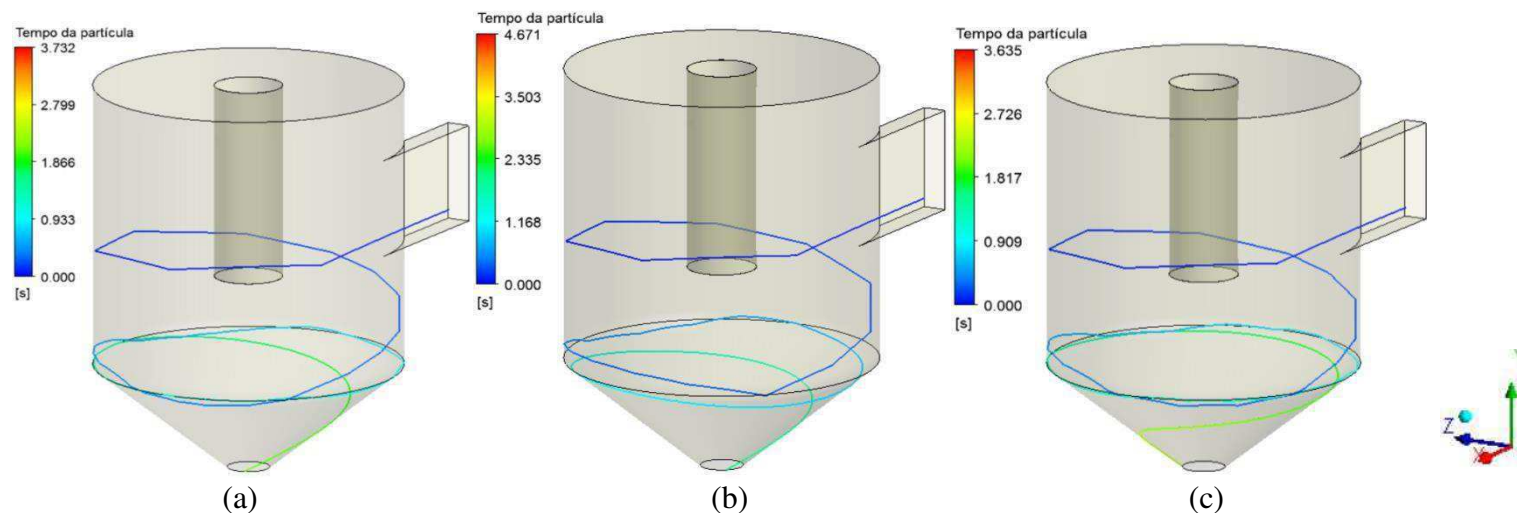 Tempo da partícula
3.732
2.799
1.866
0.933
0.000
[s]
(a)
Tempo da partícula
4.671
3.503
2.335
1.168
0.000
[s]
(b)
Tempo da partícula
3.635
2.726
1.817
0.909
0.000
[s]
(c)
Z
X